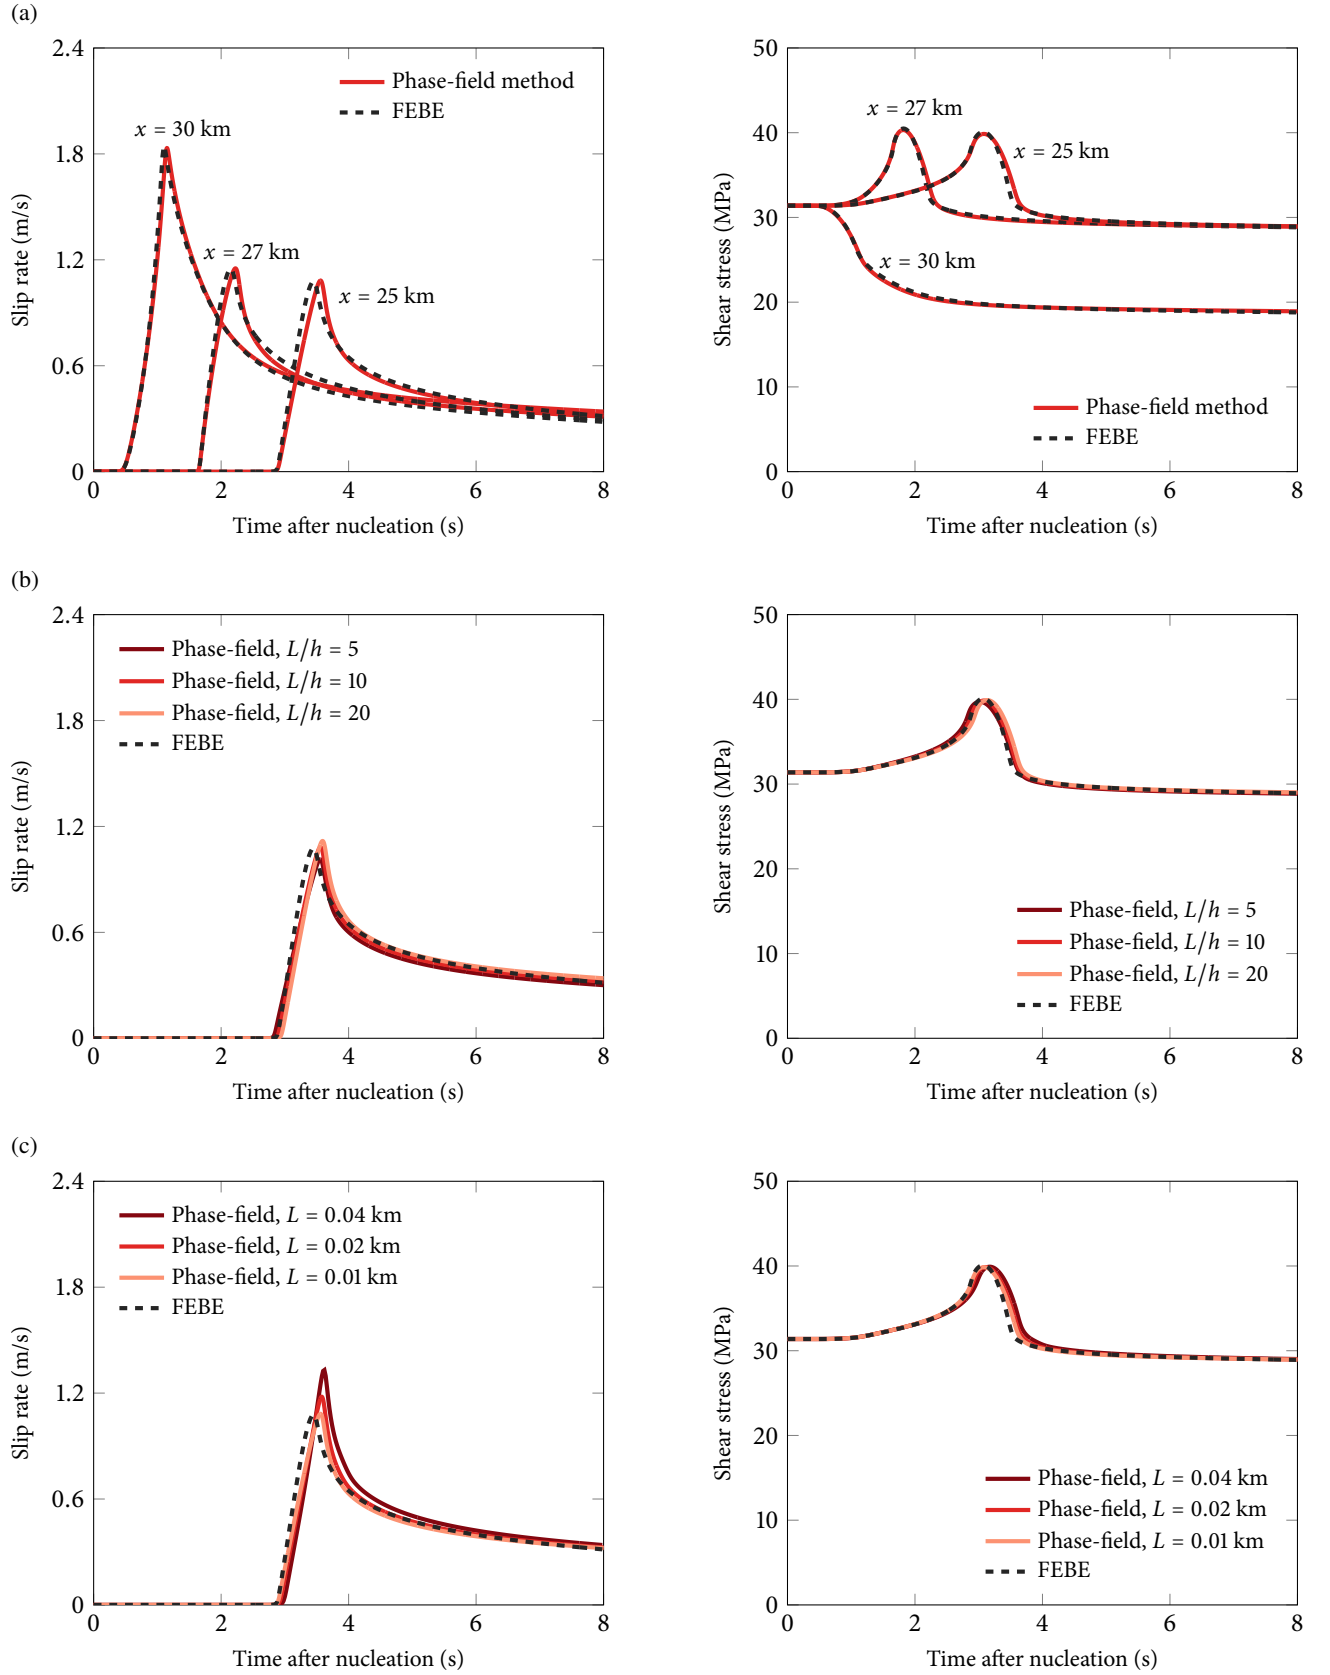 (a)
2.4
1.8
1.2
0.6
0
Slip rate (m/s)
Phase-field method
FEBE
x = 30 km
x = 27 km
x = 25 km
0 2 4 6 8
Time after nucleation (s)
50
40
30
20
10
0
Shear stress (MPa)
x = 27 km
x = 25 km
x = 30 km
Phase-field method
FEBE
0 2 4 6 8
Time after nucleation (s)
(b)
2.4
1.8
1.2
0.6
0
Slip rate (m/s)
Phase-field, L/h = 5
Phase-field, L/h = 10
Phase-field, L/h = 20
FEBE
0 2 4 6 8
Time after nucleation (s)
50
40
30
20
10
0
Shear stress (MPa)
Phase-field, L/h = 5
Phase-field, L/h = 10
Phase-field, L/h = 20
FEBE
0 2 4 6 8
Time after nucleation (s)
(c)
2.4
1.8
1.2
0.6
0
Slip rate (m/s)
Phase-field, L = 0.04 km
Phase-field, L = 0.02 km
Phase-field, L = 0.01 km
FEBE
0 2 4 6 8
Time after nucleation (s)
50
40
30
20
10
0
Shear stress (MPa)
Phase-field, L = 0.04 km
Phase-field, L = 0.02 km
Phase-field, L = 0.01 km
FEBE
0 2 4 6 8
Time after nucleation (s)